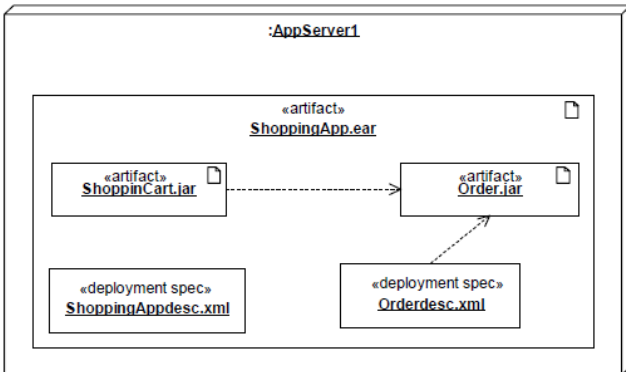 :AppServer1
«artifact»
ShoppingApp.ear
«artifact»
ShoppinCart.jar
«artifact»
Order.jar
«deployment spec»
ShoppingAppdesc.xml
«deployment spec»
Orderdesc.xml